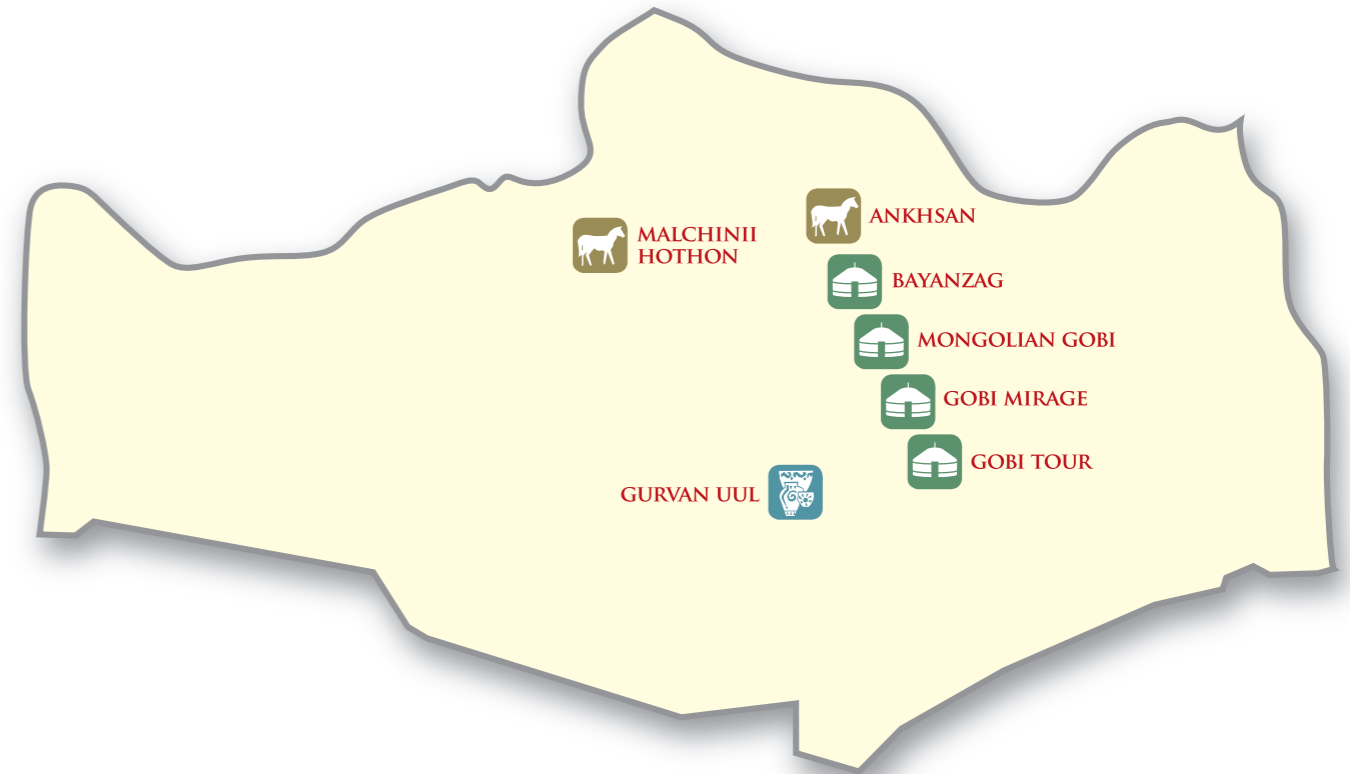 ANKHSAN
MALCHINII
HOTHON
BAYANZAG
MONGOLIAN GOBI
GOBI MIRAGE
GOBI TOUR
GURVAN UUL